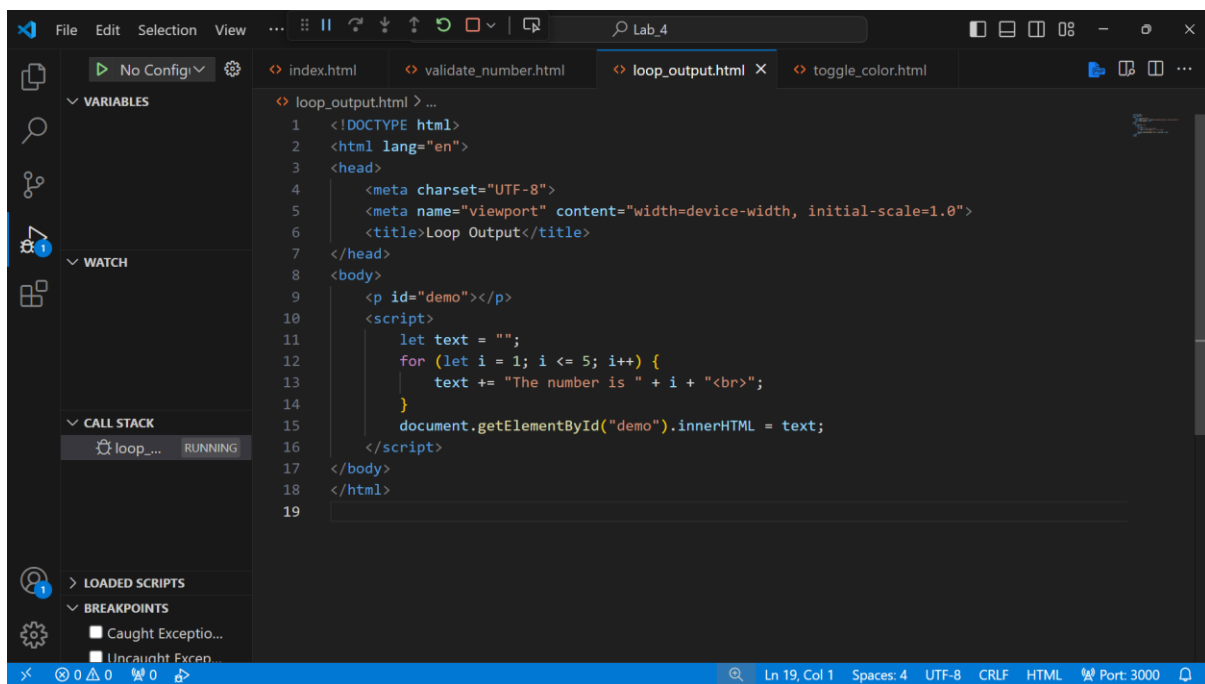 File Edit Selection View ... Lab_4
No Config
index.html validate_number.html loop_output.html toggle_color.html ...
VARIABLES
loop_output.html > ...
1 <!DOCTYPE html>
2 <html lang="en">
3 <head>
4 <meta charset="UTF-8">
5 <meta name="viewport" content="width=device-width, initial-scale=1.0">
6 <title>Loop Output</title>
7 </head>
8 <body>
9 <p id="demo"></p>
10 <script>
11 let text = "";
12 for (let i = 1; i <= 5; i++) {
13 text += "The number is " + i + "<br>";
14 }
15 document.getElementById("demo").innerHTML = text;
16 </script>
17 </body>
18 </html>
19
1
WATCH
CALL STACK
loop_... RUNNING
1
LOADED SCRIPTS
BREAKPOINTS
Caught Exceptio...
Uncaught Excep...
0 0 0 Ln 19, Col 1 Spaces: 4 UTF-8 CRLF HTML Port: 3000